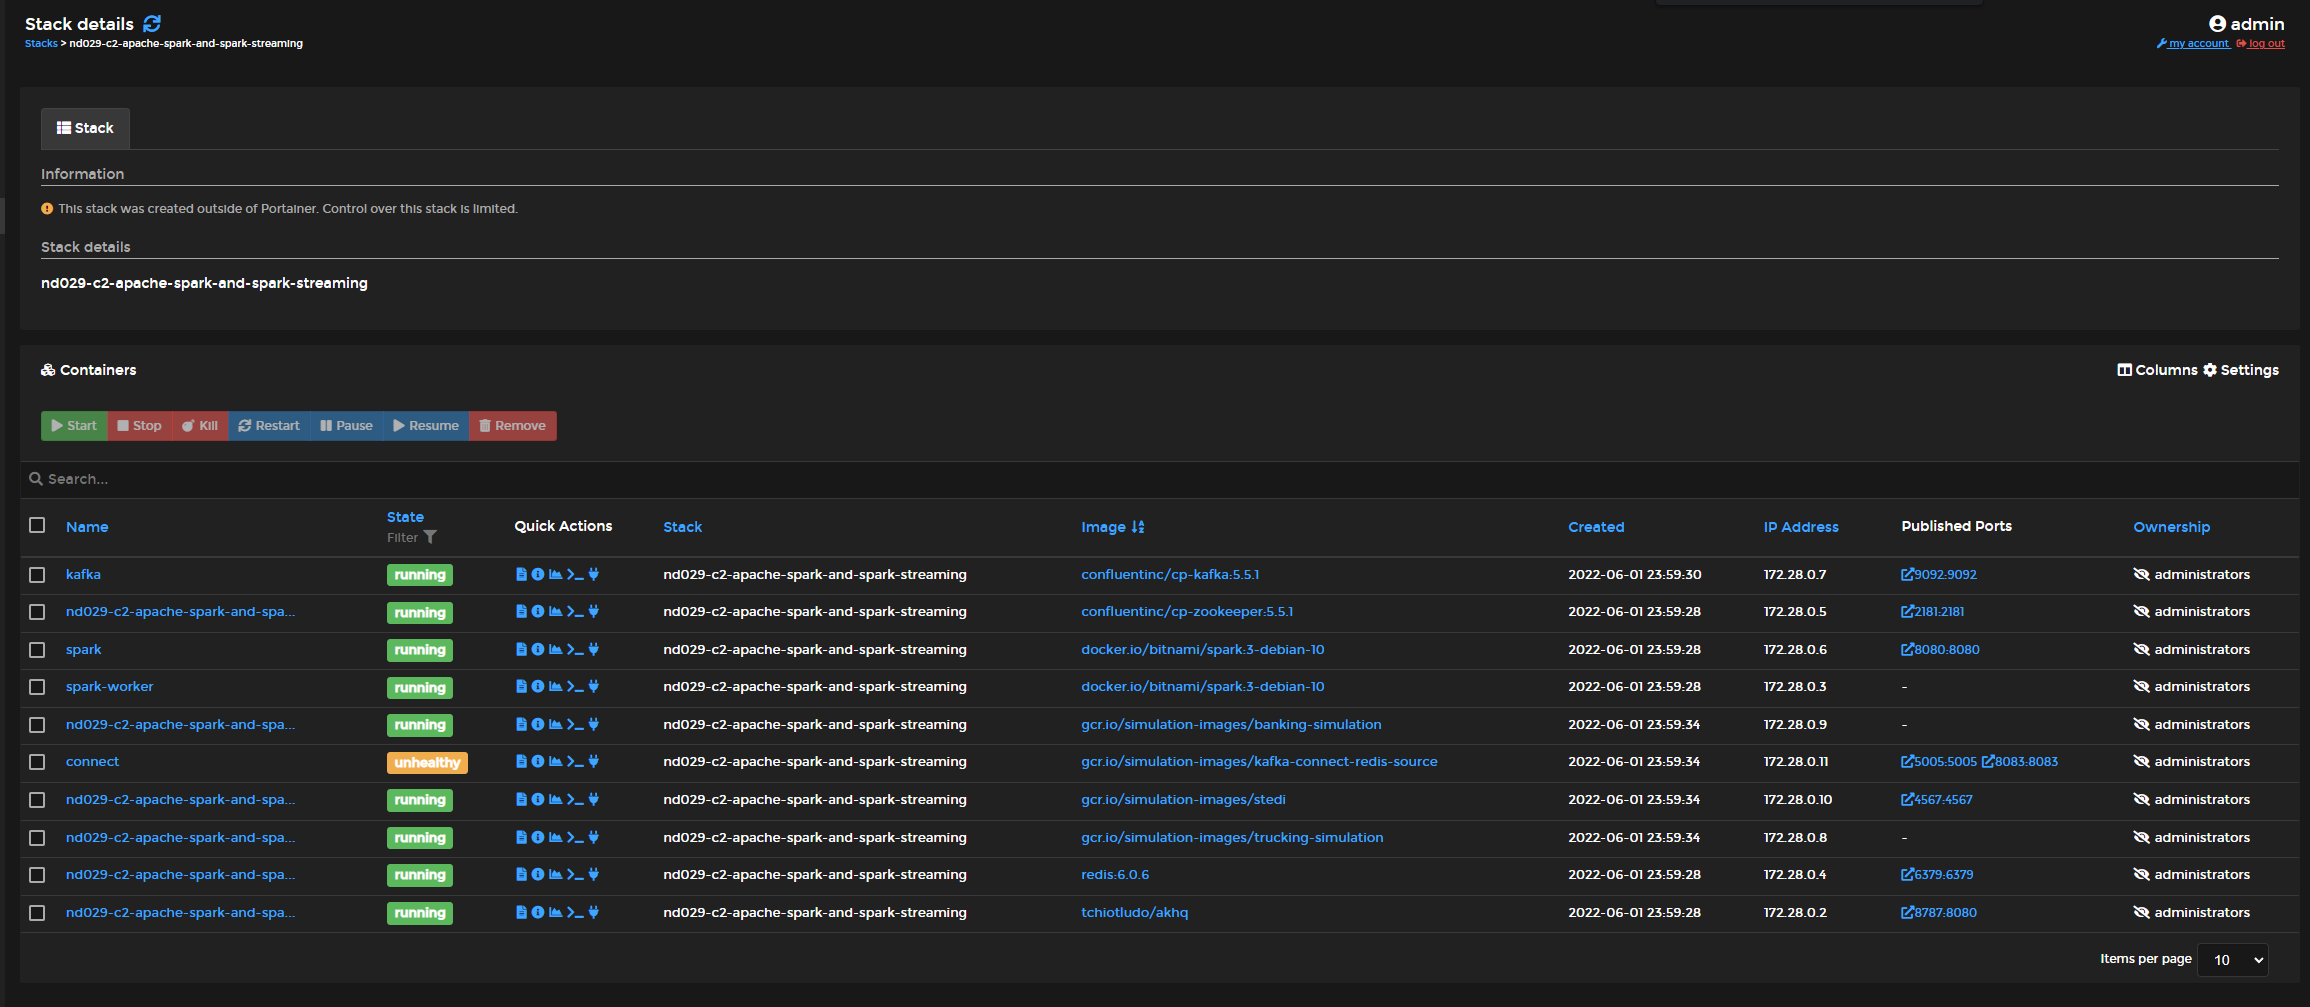 Stack details
admin
Stacks > nd029-c2-apache-spark-and-spark-streaming
my account log out
Stack
Information
This stack was created outside of Portainer. Control over this stack is limited.
Stack details
nd029-c2-apache-spark-and-spark-streaming
Containers
Columns Settings
Start Stop Kill Restart Pause Resume Remove
Search...
Name State Filter Quick Actions Stack Image Created IP Address Published Ports Ownership
kafka running nd029-c2-apache-spark-and-spark-streaming confluentinc/cp-kafka:5.5.1 2022-06-01 23:59:30 172.28.0.7 9092:9092 administrators
nd029-c2-apache-spark-and-spa... running nd029-c2-apache-spark-and-spark-streaming confluentinc/cp-zookeeper:5.5.1 2022-06-01 23:59:28 172.28.0.5 2181:2181 administrators
spark running nd029-c2-apache-spark-and-spark-streaming docker.io/bitnami/spark:3-debian-10 2022-06-01 23:59:28 172.28.0.6 8080:8080 administrators
spark-worker running nd029-c2-apache-spark-and-spark-streaming docker.io/bitnami/spark:3-debian-10 2022-06-01 23:59:28 172.28.0.3 - administrators
nd029-c2-apache-spark-and-spa... running nd029-c2-apache-spark-and-spark-streaming gcr.io/simulation-images/banking-simulation 2022-06-01 23:59:34 172.28.0.9 - administrators
connect unhealthy nd029-c2-apache-spark-and-spark-streaming gcr.io/simulation-images/kafka-connect-redis-source 2022-06-01 23:59:34 172.28.0.11 5005:5005 8083:8083 administrators
nd029-c2-apache-spark-and-spa... running nd029-c2-apache-spark-and-spark-streaming gcr.io/simulation-images/stedi 2022-06-01 23:59:34 172.28.0.10 4567:4567 administrators
nd029-c2-apache-spark-and-spa... running nd029-c2-apache-spark-and-spark-streaming gcr.io/simulation-images/trucking-simulation 2022-06-01 23:59:34 172.28.0.8 - administrators
nd029-c2-apache-spark-and-spa... running nd029-c2-apache-spark-and-spark-streaming redis:6.0.6 2022-06-01 23:59:28 172.28.0.4 6379:6379 administrators
nd029-c2-apache-spark-and-spa... running nd029-c2-apache-spark-and-spark-streaming tchiotludo/akhq 2022-06-01 23:59:28 172.28.0.2 8787:8080 administrators
Items per page 10